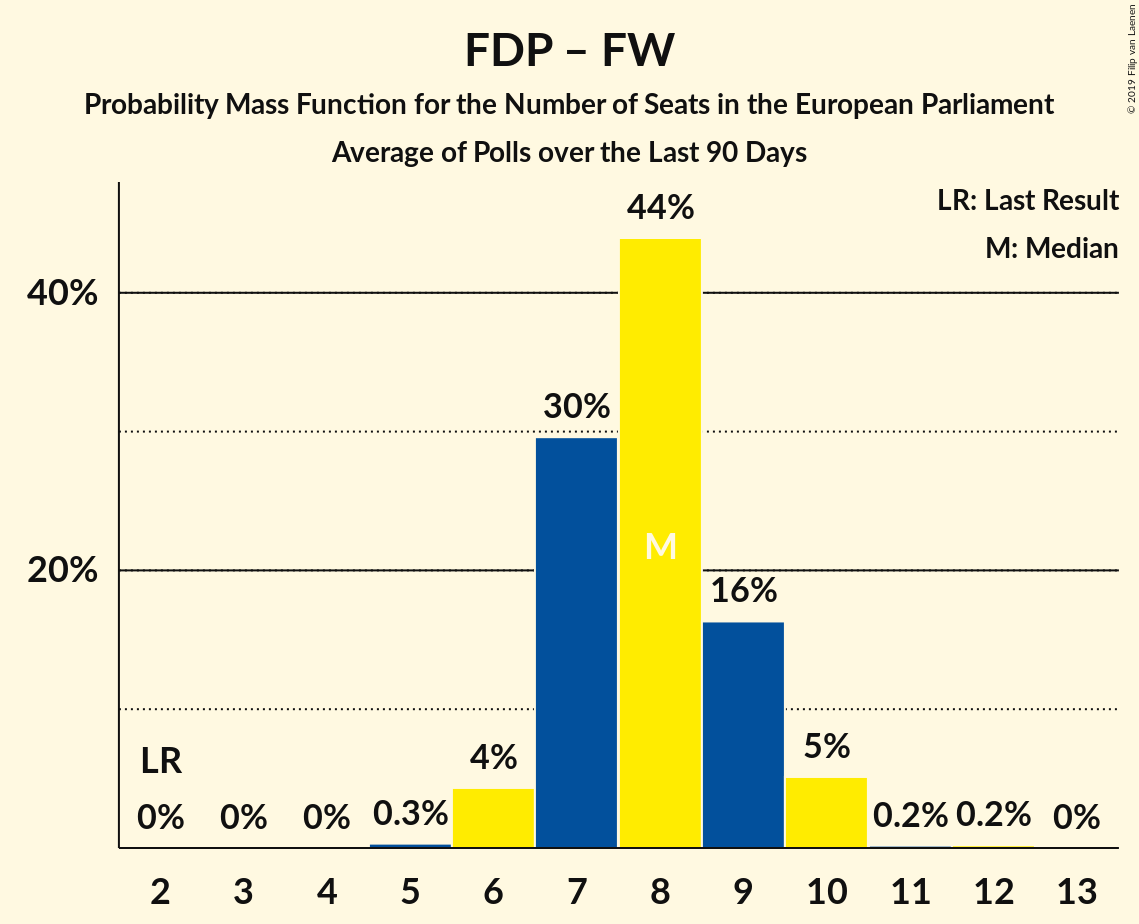 FDP – FW
Probability Mass Function for the Number of Seats in the European Parliament
Average of Polls over the Last 90 Days
© 2019 Filip van Laenen
LR: Last Result
M: Median
40%
20%
LR
0%
0%
0%
0.3%
4%
30%
44%
M
16%
5%
0.2%
0.2%
0%
2 3 4 5 6 7 8 9 10 11 12 13